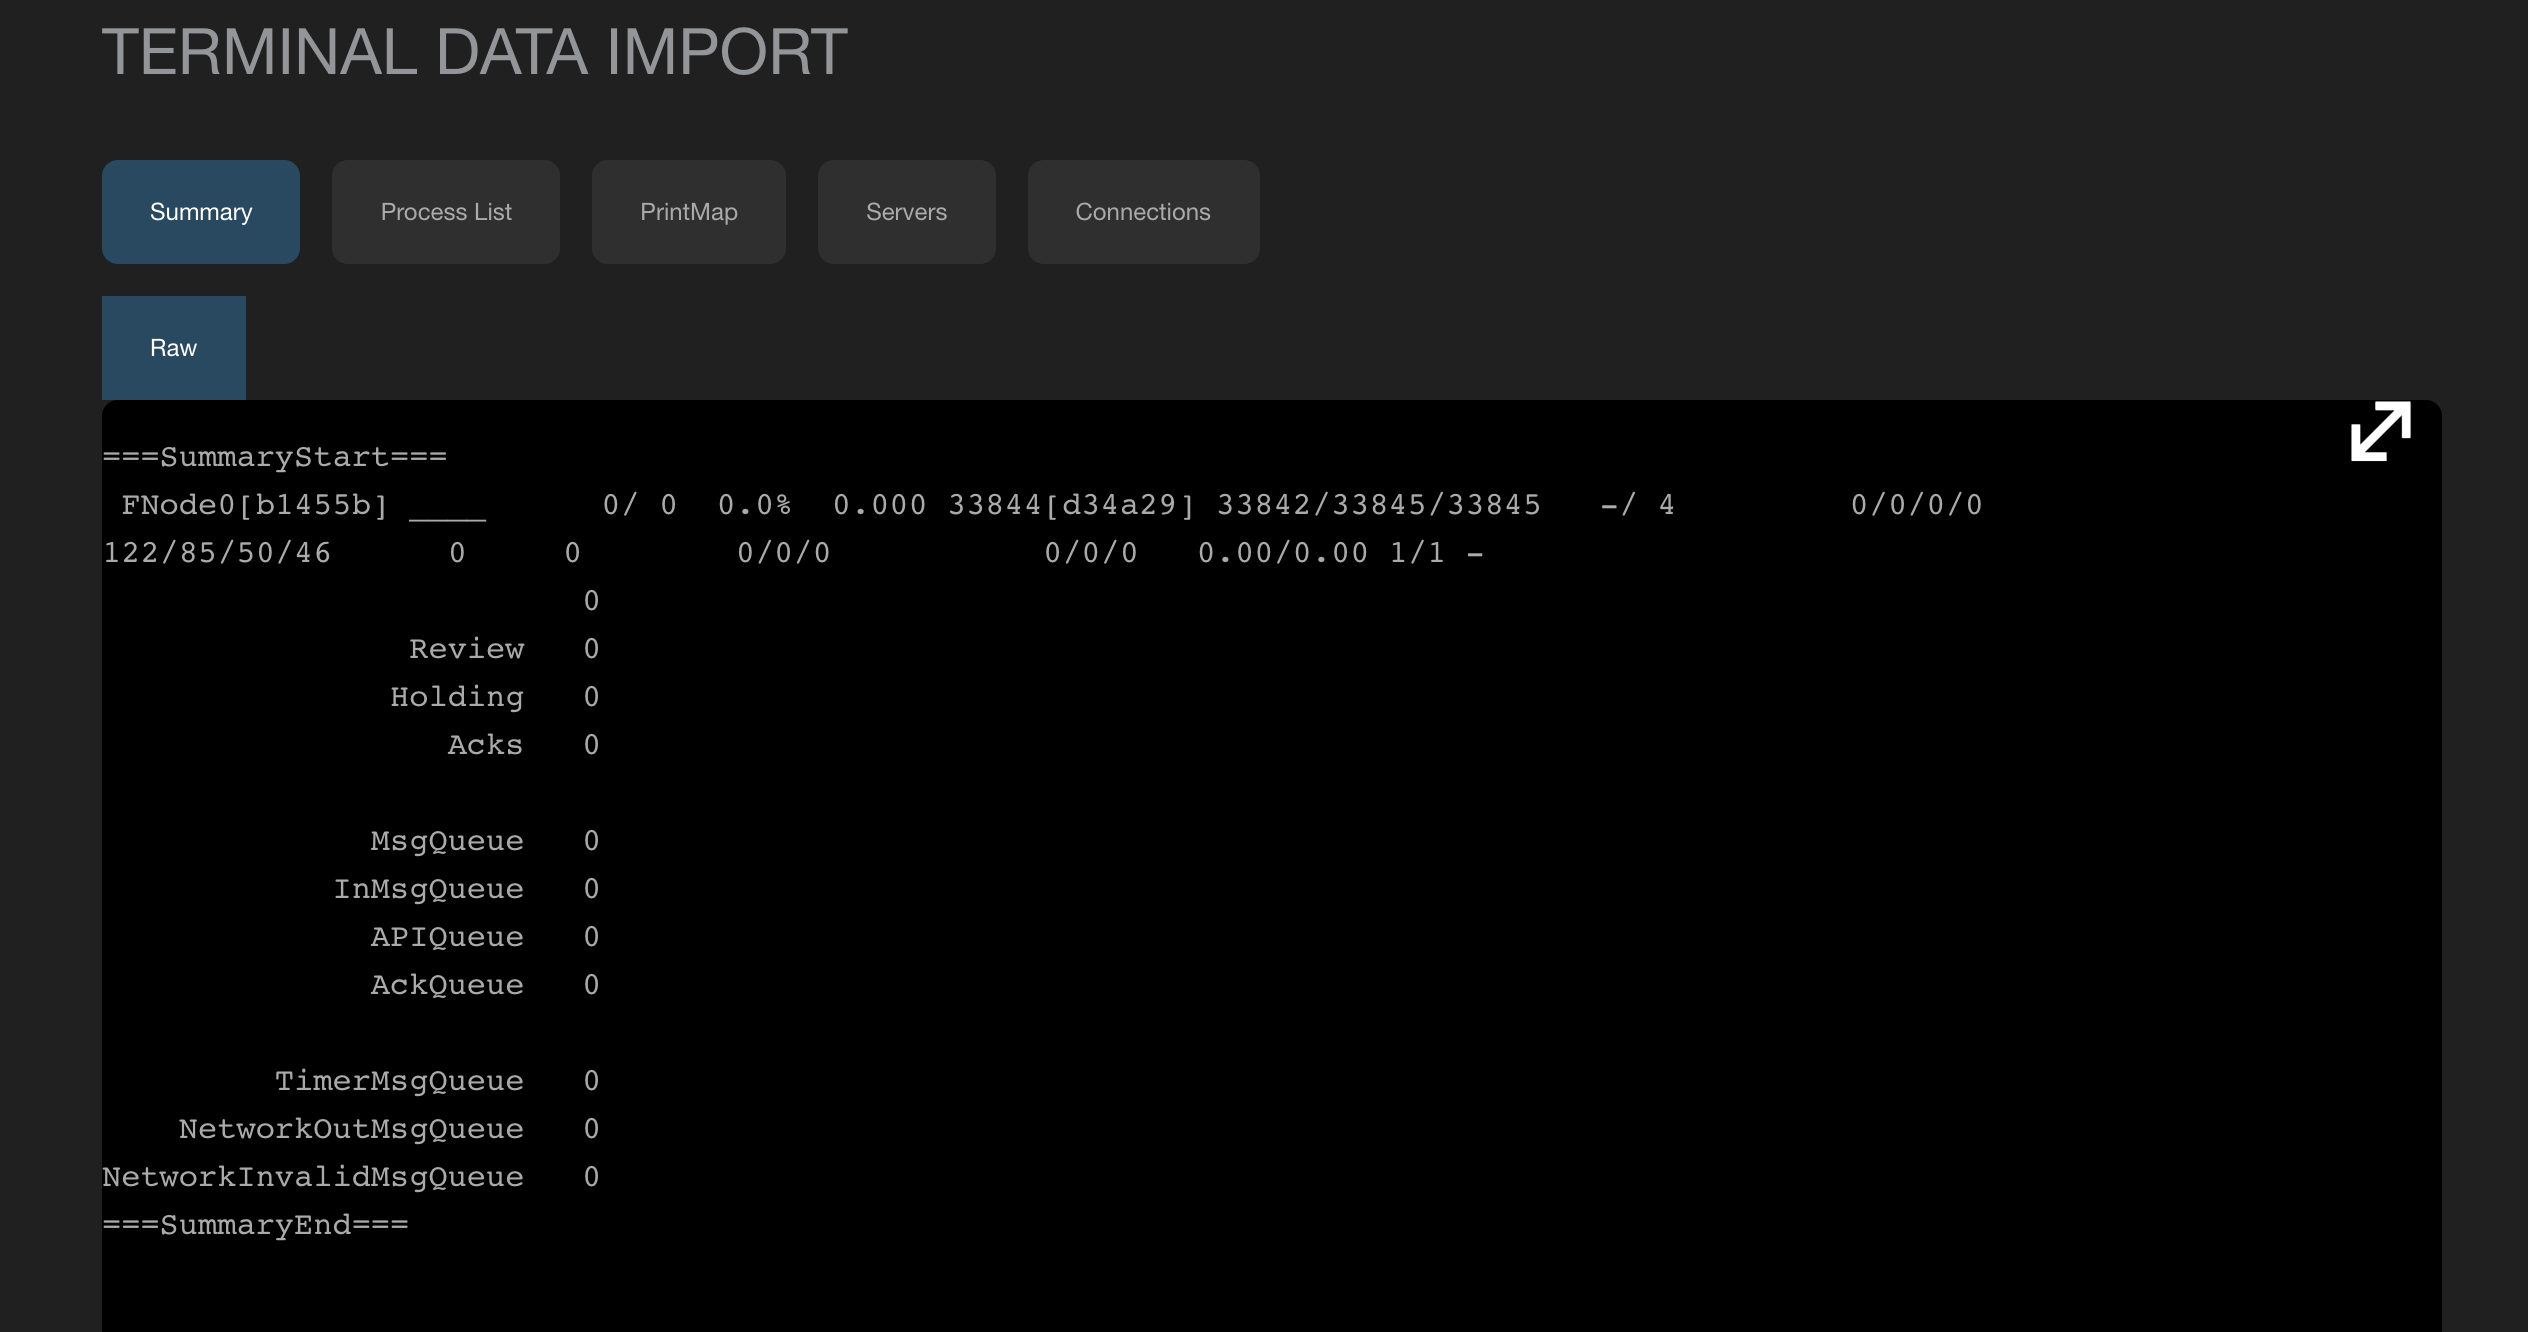 TERMINAL DATA IMPORT
Summary Process List PrintMap Servers Connections
Raw
===SummaryStart===
FNode0[b1455b] ____ 0/ 0 0.0% 0.000 33844[d34a29] 33842/33845/33845 -/ 4 0/0/0/0
122/85/50/46 0 0 0/0/0 0/0/0 0.00/0.00 1/1 -
0
Review 0
Holding 0
Acks 0
MsgQueue 0
InMsgQueue 0
APIQueue 0
AckQueue 0
TimerMsgQueue 0
NetworkOutMsgQueue 0
NetworkInvalidMsgQueue 0
===SummaryEnd===